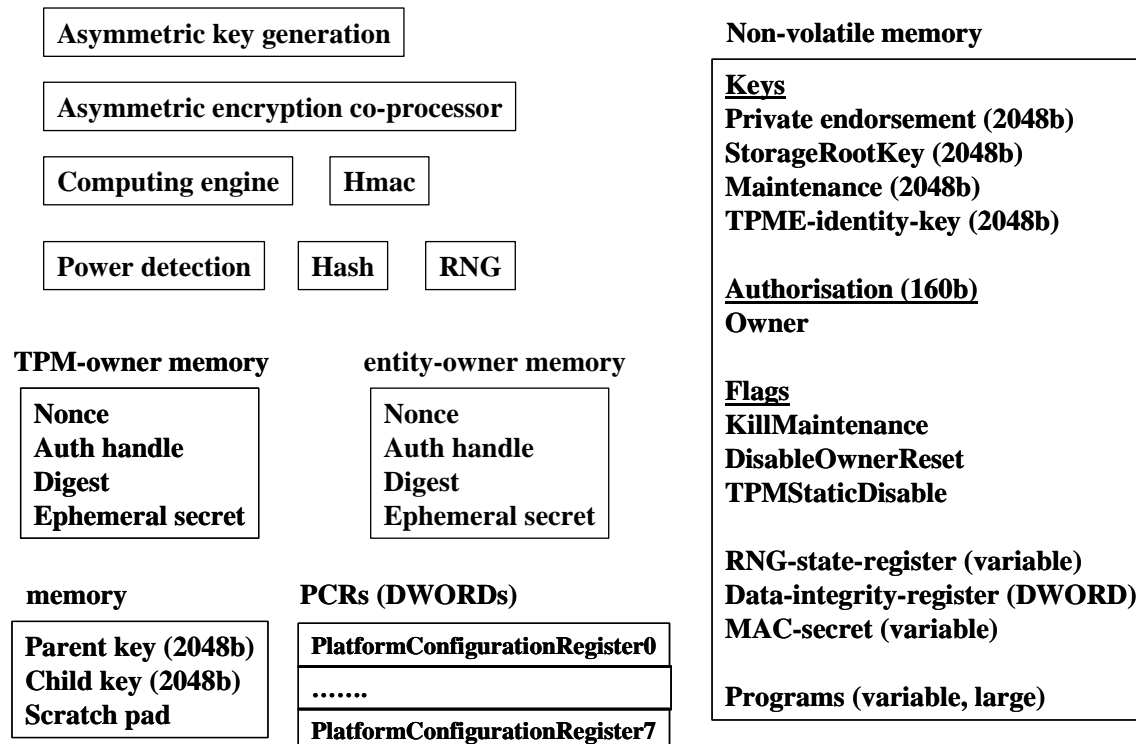 Asymmetric key generation
Asymmetric encryption co-processor
Computing engine
Hmac
Power detection
Hash
RNG
TPM-owner memory
Nonce
Auth handle
Digest
Ephemeral secret
entity-owner memory
Nonce
Auth handle
Digest
Ephemeral secret
memory
Parent key (2048b)
Child key (2048b)
Scratch pad
PCRs (DWORDs)
PlatformConfigurationRegister0
.......
PlatformConfigurationRegister7
Non-volatile memory
Keys
Private endorsement (2048b)
StorageRootKey (2048b)
Maintenance (2048b)
TPME-identity-key (2048b)
Authorisation (160b)
Owner
Flags
KillMaintenance
DisableOwnerReset
TPMStaticDisable
RNG-state-register (variable)
Data-integrity-register (DWORD)
MAC-secret (variable)
Programs (variable, large)